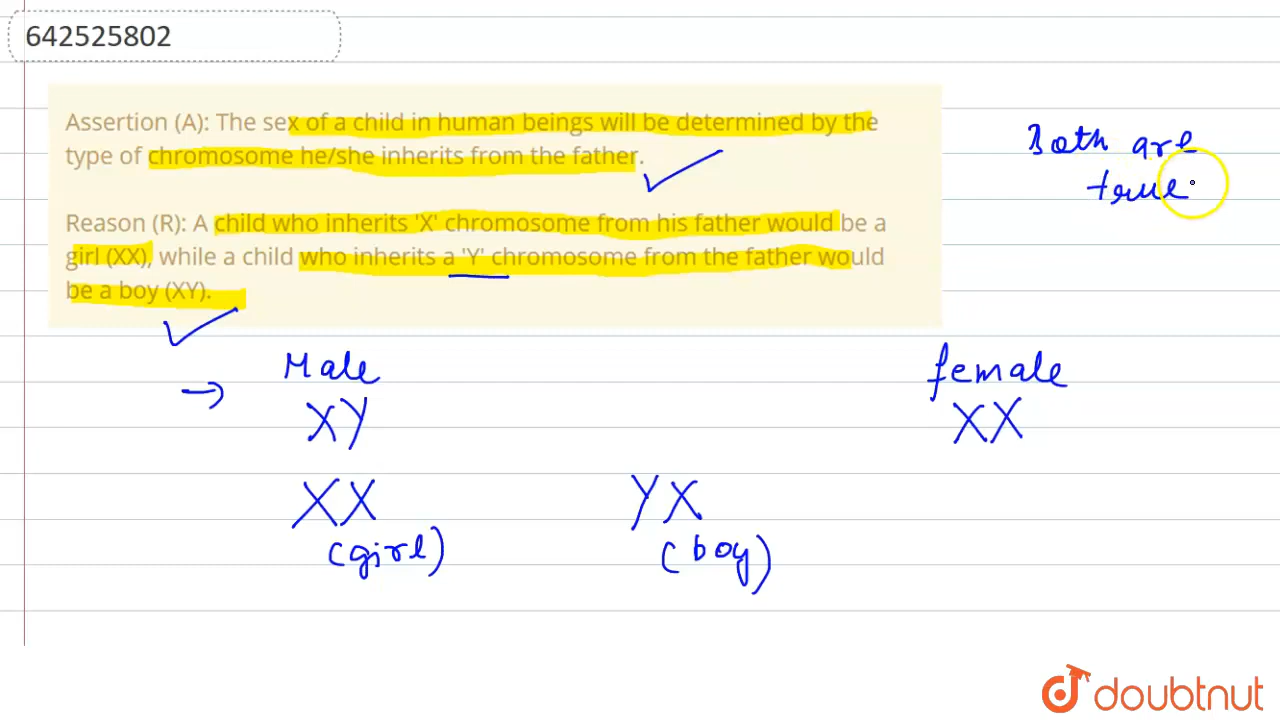 642525802
Assertion (A): The sex of a child in human beings will be determined by the
type of chromosome he/she inherits from the father.
Reason (R): A child who inherits 'X' chromosome from his father would be a
girl (XX), while a child who inherits a 'Y' chromosome from the father would
be a boy (XY).
Both are
true
Male
female
XY
XX
XX
YX
(girl)
(boy)
doubtnut